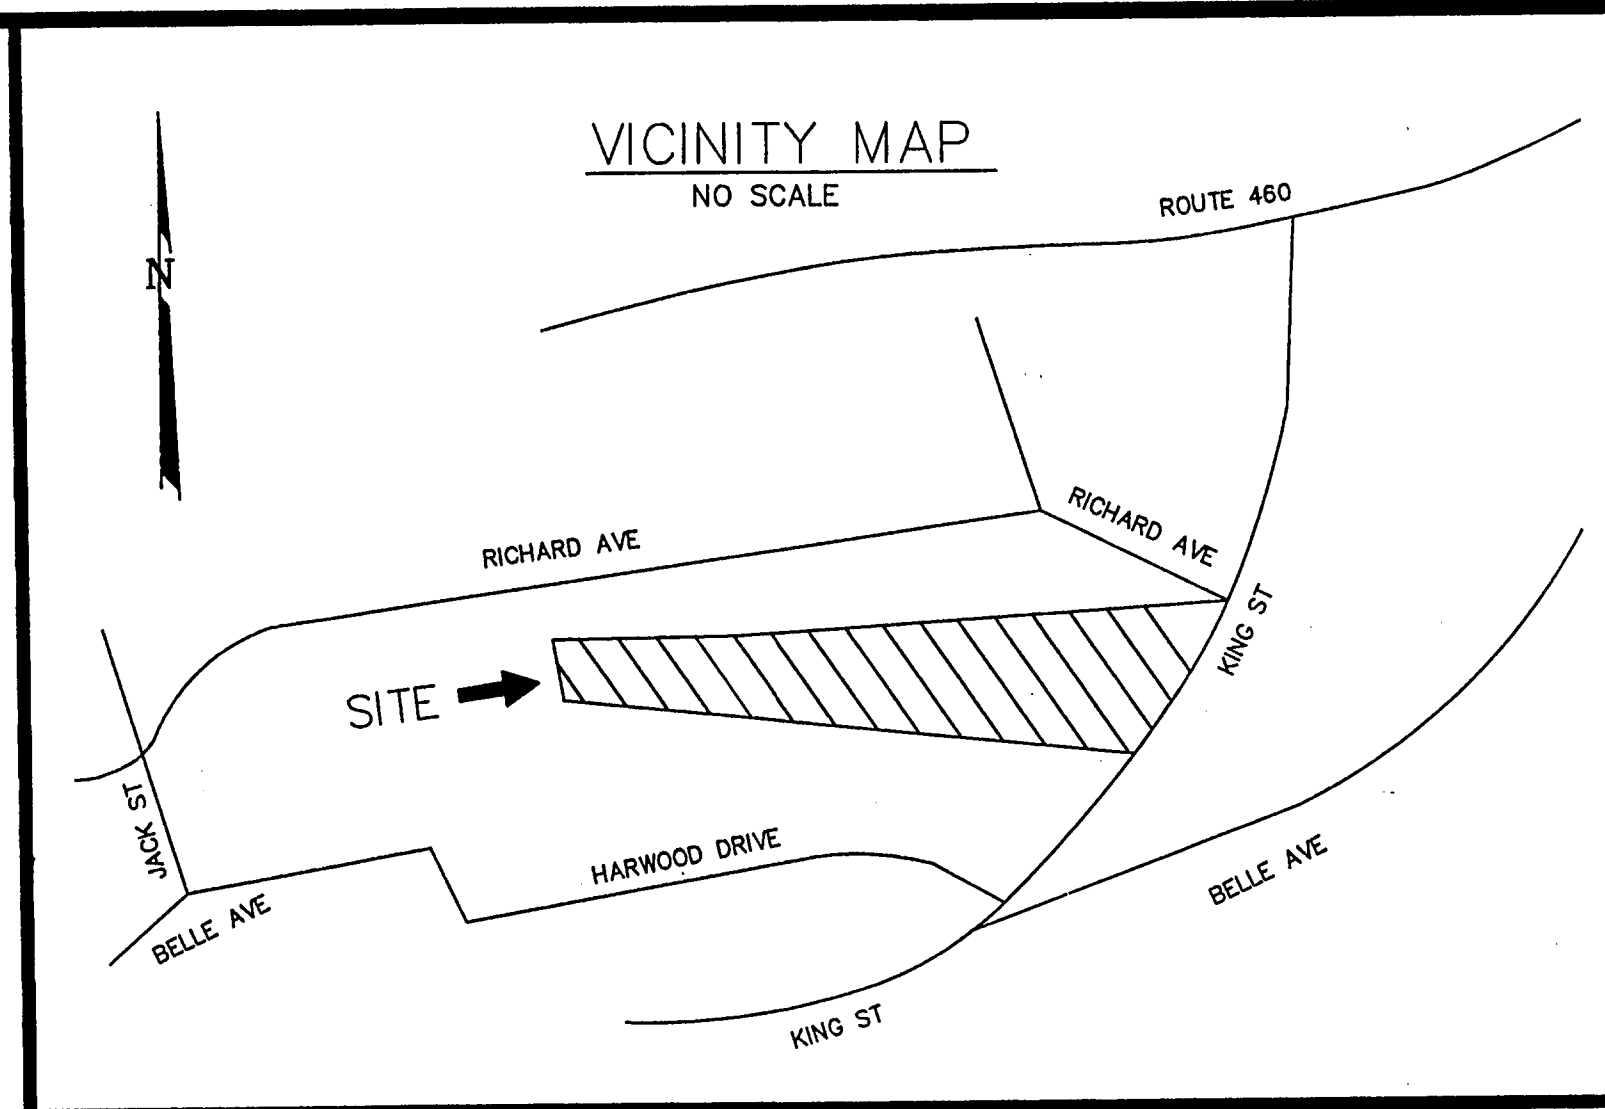 VICINITY MAP
NO SCALE
ROUTE 460
N
RICHARD AVE
RICHARD AVE
KING ST
SITE
JACK ST
HARWOOD DRIVE
BELLE AVE
BELLE AVE
KING ST